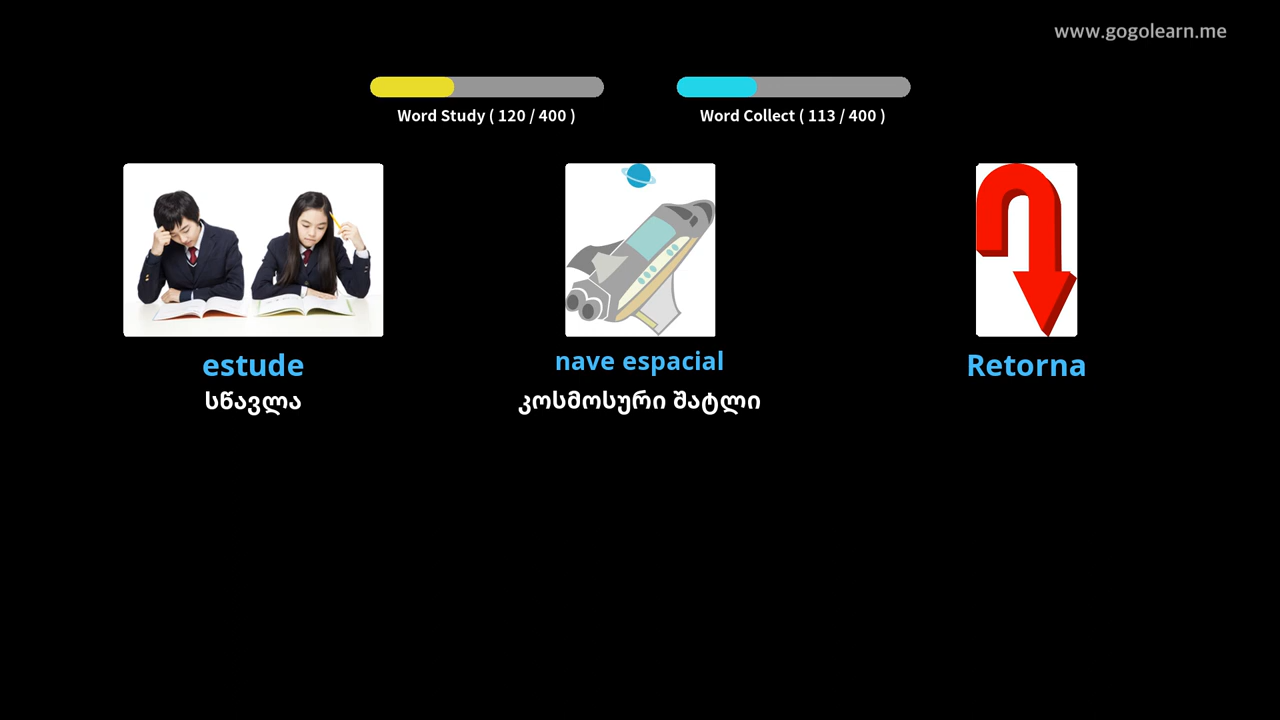 www.gogolearn.me
Word Study ( 120 / 400 )
Word Collect ( 113 / 400 )
estude
სწავლა
nave espacial
კოსმოსური შატლი
Retorna